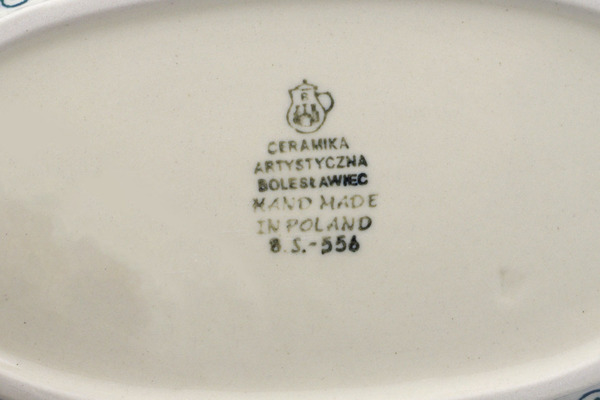 R
CERAMIKA
ARTYSTYCZNA
BOLESŁAWIEC
HAND MADE
IN POLAND
B.S.-556